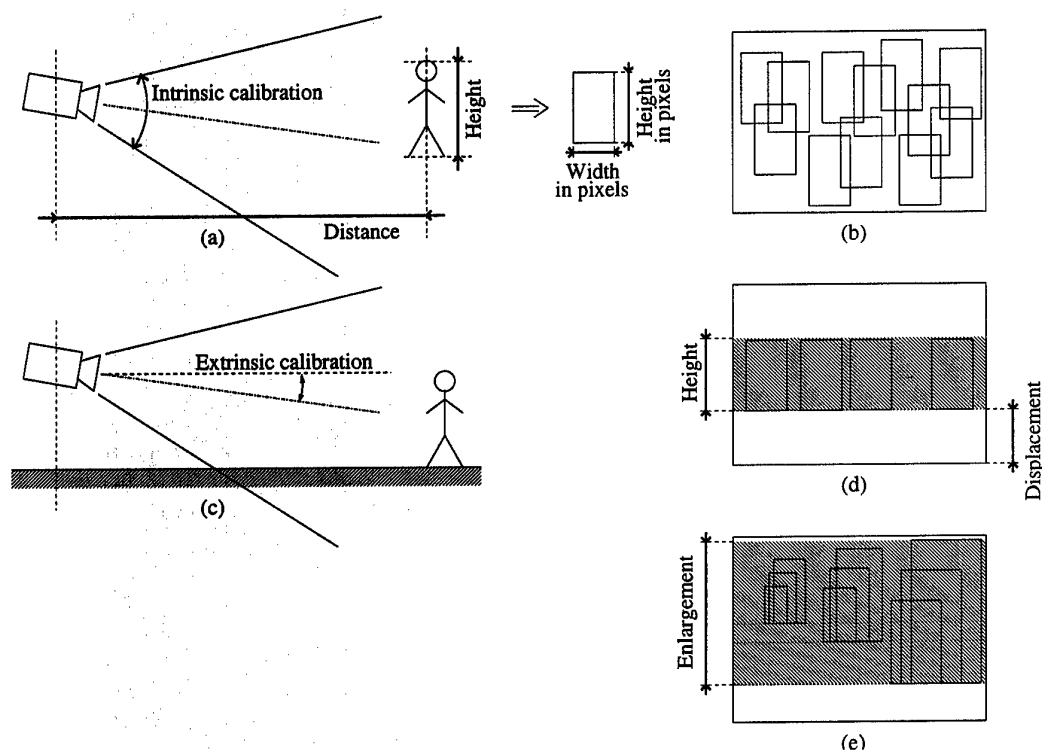 Intrinsic calibration
Height
Height
in pixels
Width
in pixels
Distance
(a)
(b)
Extrinsic calibration
(c)
Height
Displacement
(d)
Enlargement
(e)